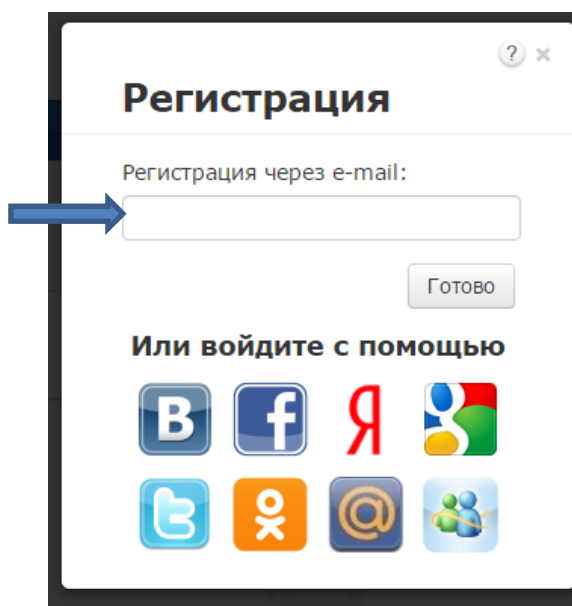 ? ×
Регистрация
Регистрация через e-mail:
Готово
Или войдите с помощью
B f Я g
t @